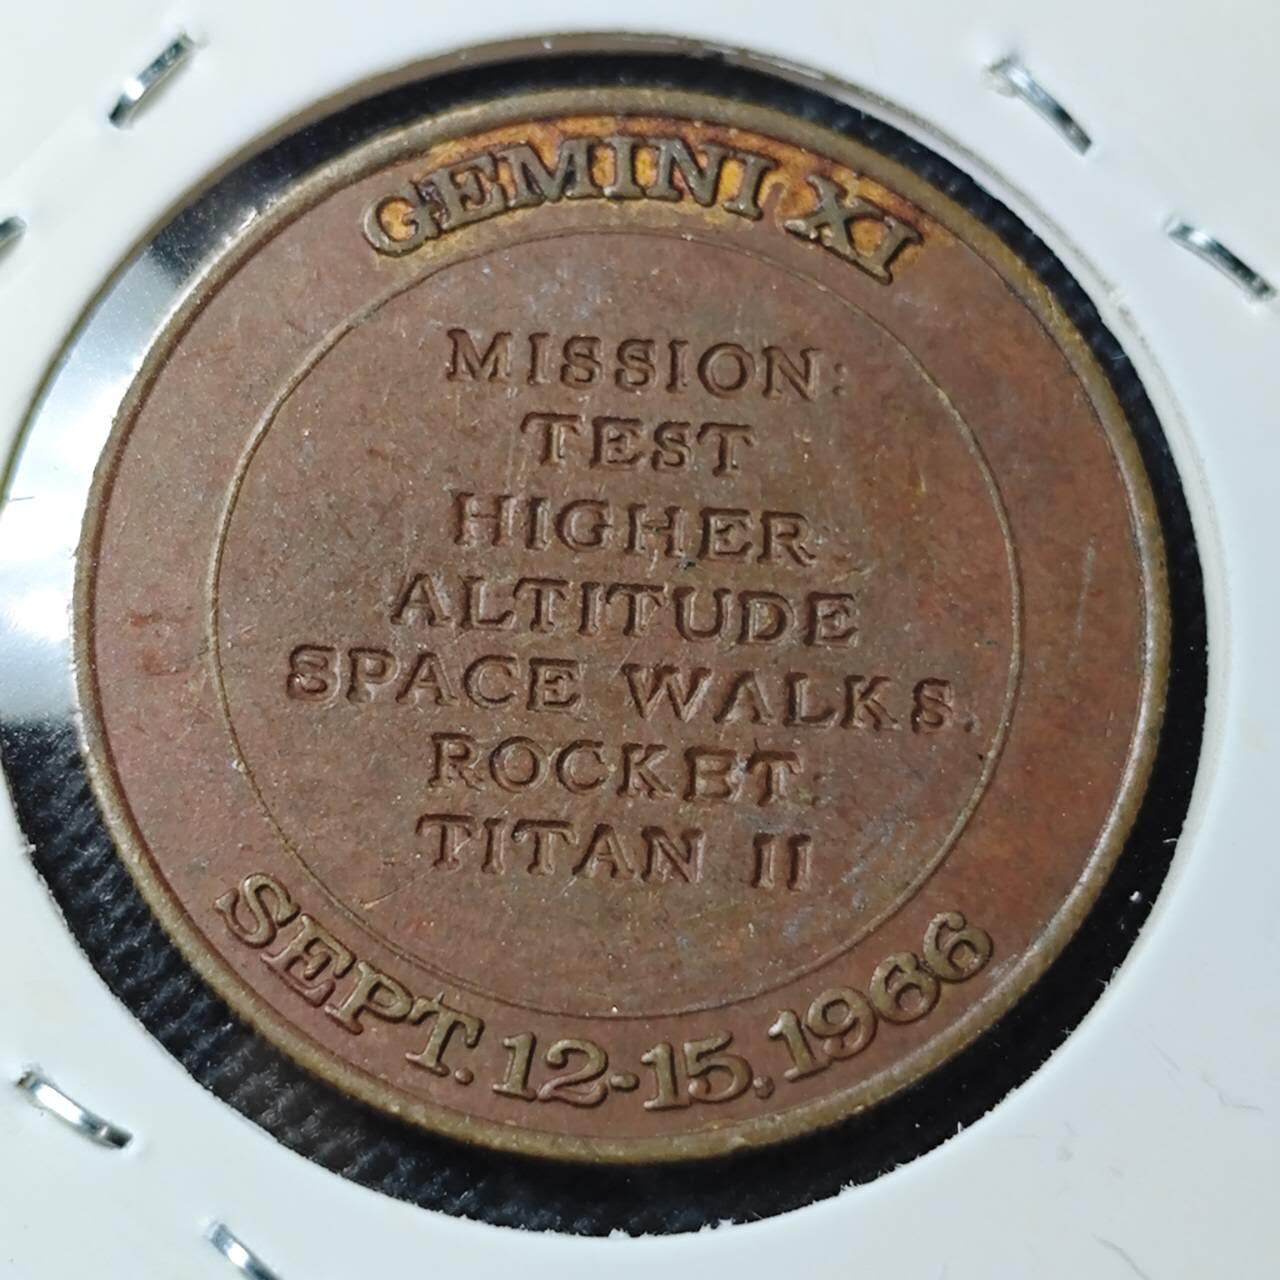 GEMINI XI
MISSION:
TEST
HIGHER
ALTITUDE
SPACE WALKS.
ROCKET:
TITAN II
SEPT. 12-15, 1966